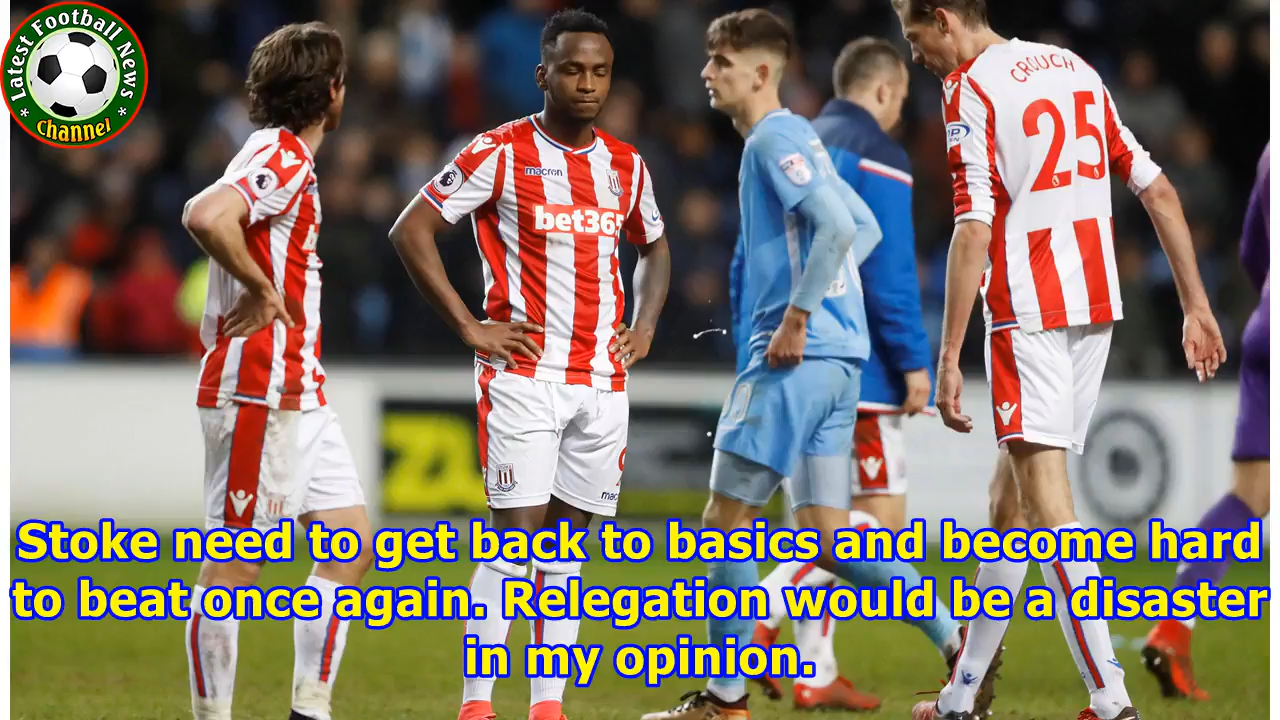 * Latest Football News *
Channel
CROUCH
25
macron
bet365
Stoke need to get back to basics and become hard
to beat once again. Relegation would be a disaster
in my opinion.